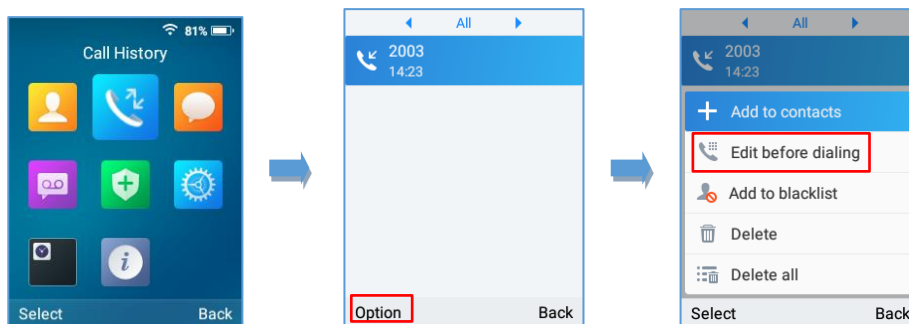 81%
Call History
Select Back
All
2003
14:23
Option Back
All
2003
14:23
Add to contacts
Edit before dialing
Add to blacklist
Delete
Delete all
Select Back